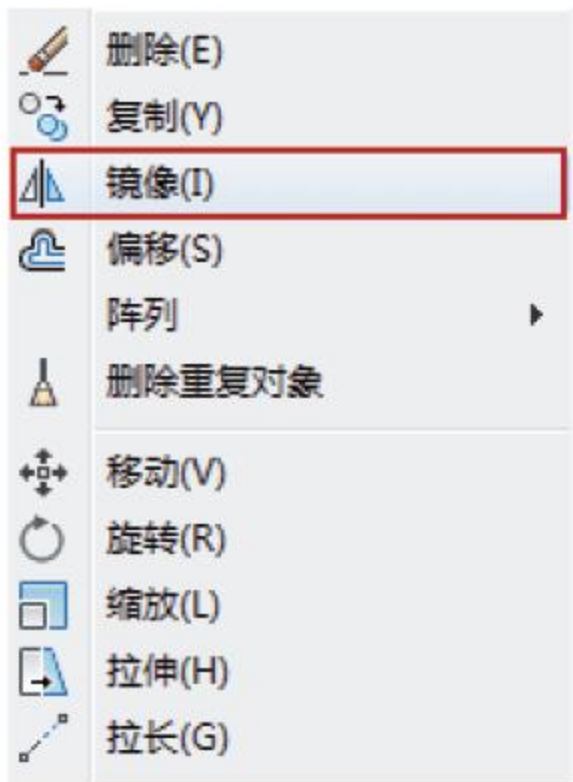 删除(E)
复制(Y)
镜像(I)
偏移(S)
阵列
删除重复对象
移动(V)
旋转(R)
缩放(L)
拉伸(H)
拉长(G)